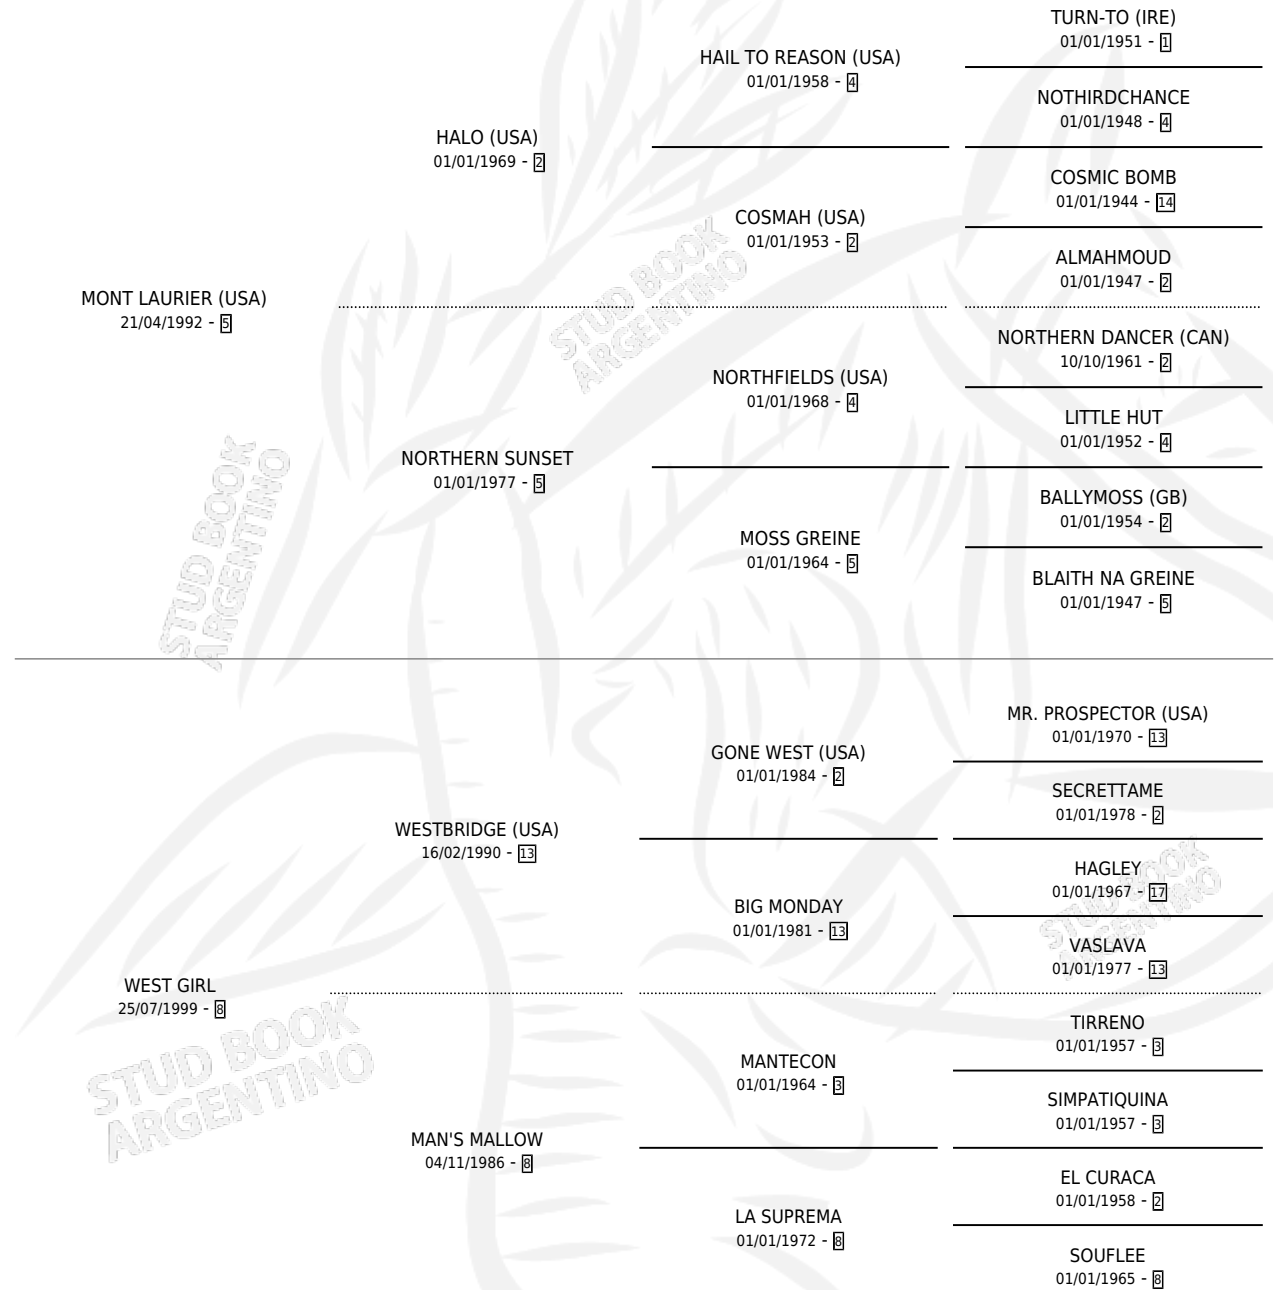 TURN-TO (IRE)
01/01/1951 - 1
HAIL TO REASON (USA)
01/01/1958 - 4
NOTHIRDCHANCE
01/01/1948 - 4
HALO (USA)
01/01/1969 - 2
COSMIC BOMB
01/01/1944 - 14
COSMAH (USA)
01/01/1953 - 2
ALMAHMOUD
01/01/1947 - 2
MONT LAURIER (USA)
21/04/1992 - 5
NORTHERN DANCER (CAN)
10/10/1961 - 2
NORTHFIELDS (USA)
01/01/1968 - 4
LITTLE HUT
01/01/1952 - 4
NORTHERN SUNSET
01/01/1977 - 5
BALLYMOSS (GB)
01/01/1954 - 2
MOSS GREINE
01/01/1964 - 5
BLAITH NA GREINE
01/01/1947 - 5
STUD BOOK
ARGENTINO
STUD BOOK
ARGENTINO
MR. PROSPECTOR (USA)
01/01/1970 - 13
GONE WEST (USA)
01/01/1984 - 2
SECRETTAME
01/01/1978 - 2
WESTBRIDGE (USA)
16/02/1990 - 13
HAGLEY
01/01/1967 - 17
BIG MONDAY
01/01/1981 - 13
VASLAVA
01/01/1977 - 13
WEST GIRL
25/07/1999 - 8
TIRRENO
01/01/1957 - 3
MANTECON
01/01/1964 - 3
SIMPATIQUINA
01/01/1957 - 3
MAN'S MALLOW
04/11/1986 - 8
EL CURACA
01/01/1958 - 2
LA SUPREMA
01/01/1972 - 8
SOUFLEE
01/01/1965 - 8
STUD BOOK
ARGENTINO
STUD BOOK
ARGENTINO